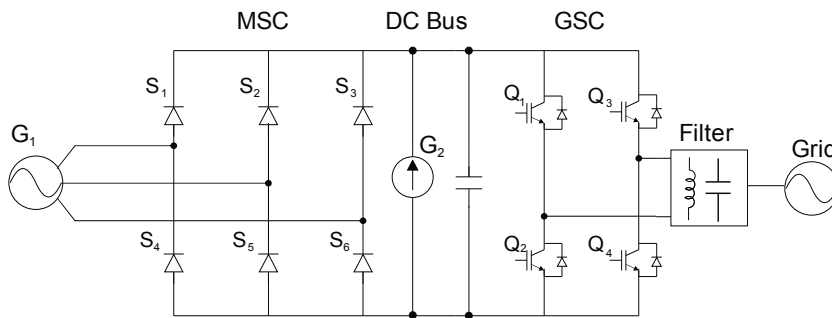 MSC DC Bus GSC
S1 S2 S3
Q1 Q3
G1 G2 Filter Grid
S4 S5 S6
Q2 Q4